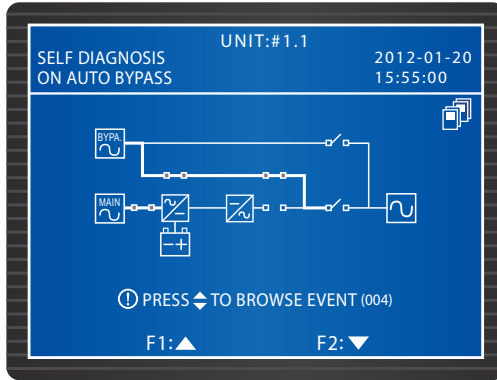 UNIT:#1.1
SELF DIAGNOSIS 2012-01-20
ON AUTO BYPASS 15:55:00
BYPA.
MAIN
PRESS TO BROWSE EVENT (004)
F1: F2: